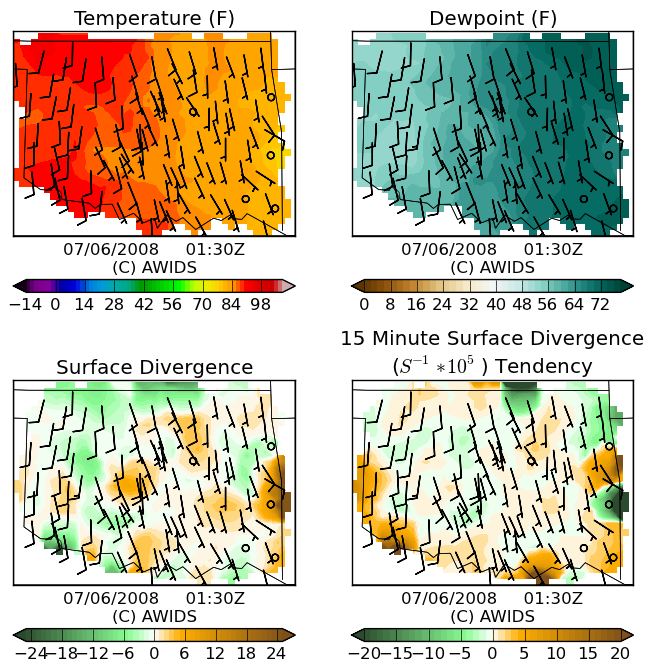 Temperature (F)
Dewpoint (F)
07/06/2008 01:30Z
(C) AWIDS
07/06/2008 01:30Z
(C) AWIDS
−14 0 14 28 42 56 70 84 98
0 8 16 24 32 40 48 56 64 72
15 Minute Surface Divergence
Surface Divergence
(S⁻¹ *10⁵ ) Tendency
07/06/2008 01:30Z
(C) AWIDS
07/06/2008 01:30Z
(C) AWIDS
−24 −18 −12 −6 0 6 12 18 24
−20 −15 −10 −5 0 5 10 15 20